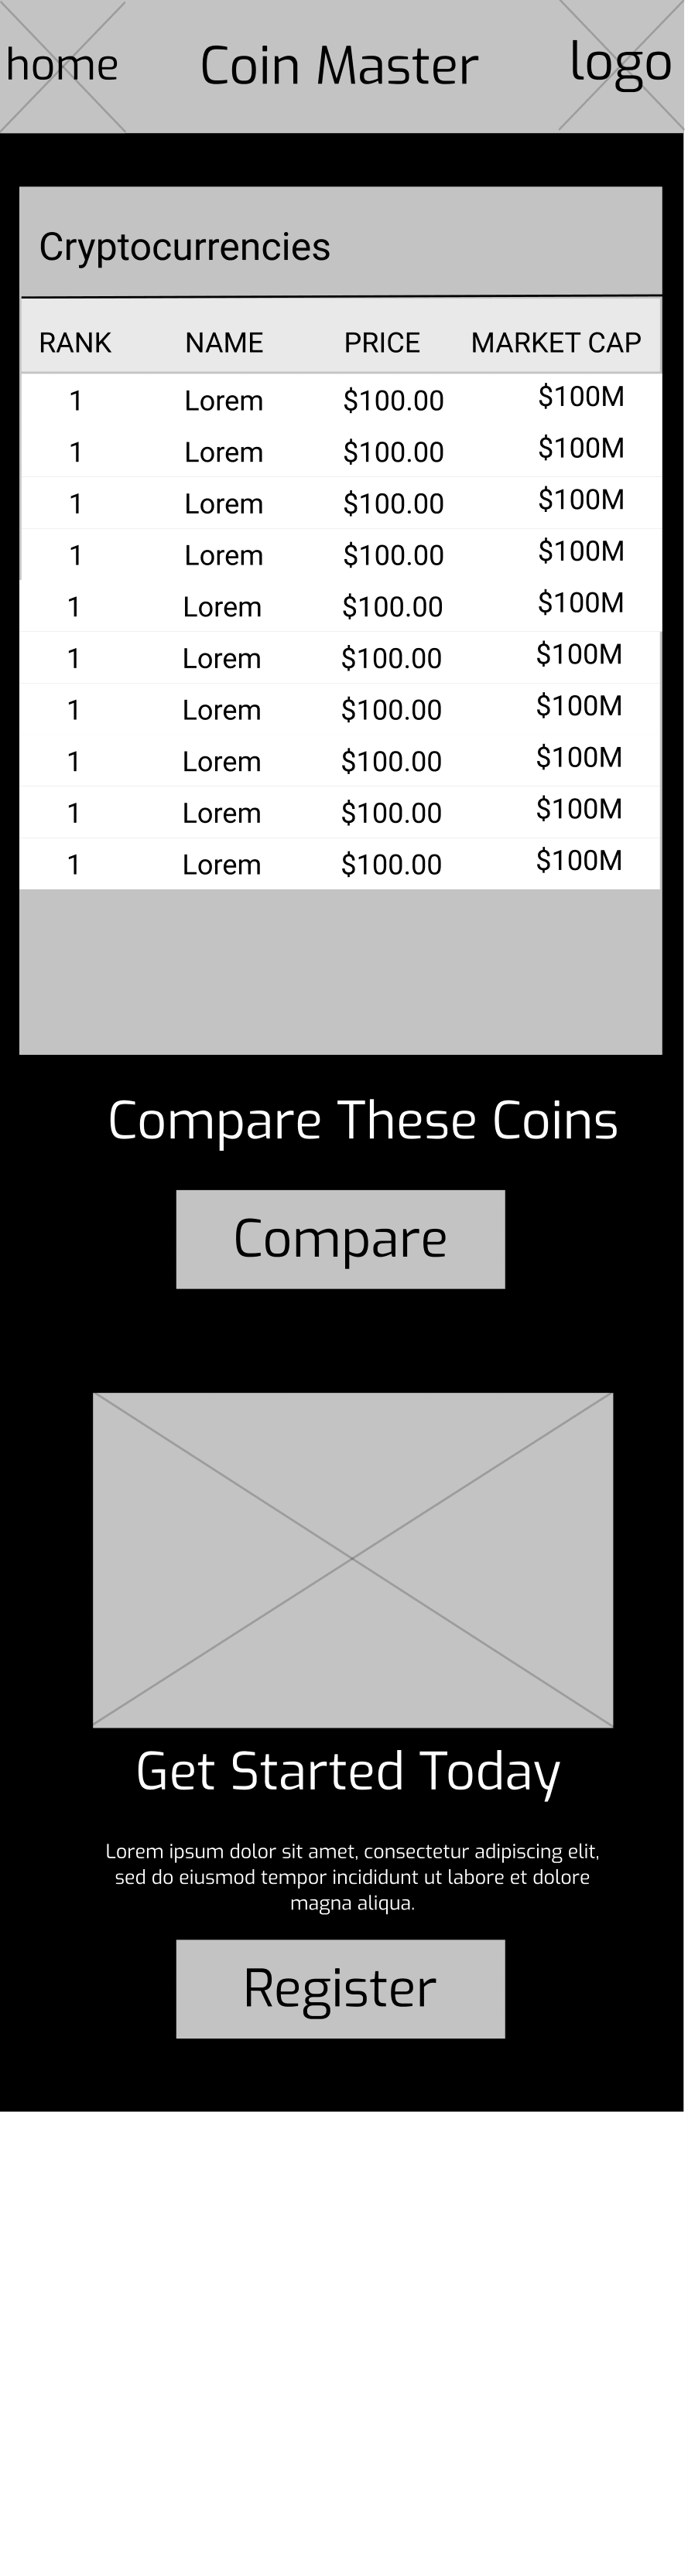 home Coin Master logo
Cryptocurrencies
RANK NAME PRICE MARKET CAP
1 Lorem $100.00 $100M
1 Lorem $100.00 $100M
1 Lorem $100.00 $100M
1 Lorem $100.00 $100M
1 Lorem $100.00 $100M
1 Lorem $100.00 $100M
1 Lorem $100.00 $100M
1 Lorem $100.00 $100M
1 Lorem $100.00 $100M
1 Lorem $100.00 $100M
Compare These Coins
Compare
Get Started Today
Lorem ipsum dolor sit amet, consectetur adipiscing elit,
sed do eiusmod tempor incididunt ut labore et dolore
magna aliqua.
Register